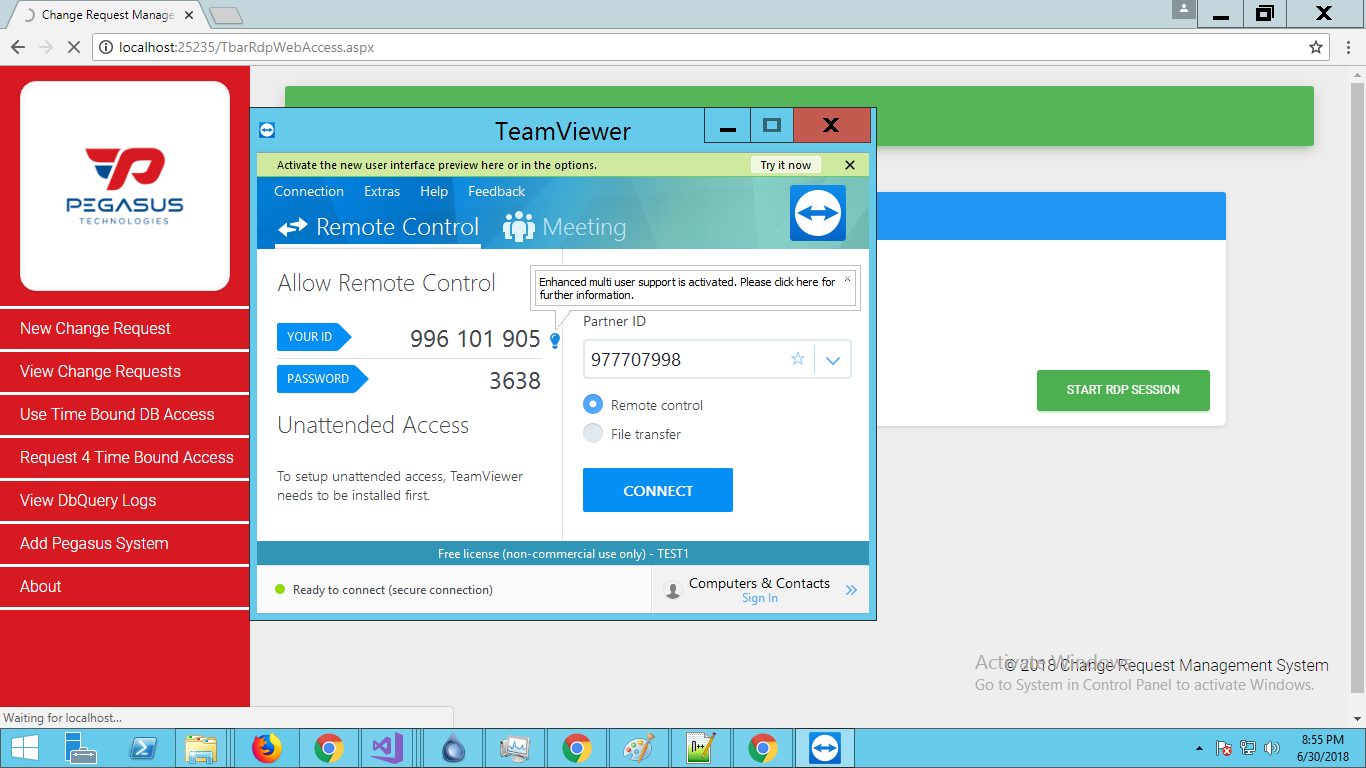 Change Request Manage
localhost:25235/TbarRdpWebAccess.aspx
PEGASUS
TECHNOLOGIES
New Change Request
View Change Requests
Use Time Bound DB Access
Request 4 Time Bound Access
View DbQuery Logs
Add Pegasus System
About
TeamViewer
Activate the new user interface preview here or in the options.
Try it now
Connection Extras Help Feedback
Remote Control Meeting
Allow Remote Control
Enhanced multi user support is activated. Please click here for
further information.
YOUR ID 996 101 905
PASSWORD 3638
Unattended Access
To setup unattended access, TeamViewer
needs to be installed first.
Partner ID
977707998
Remote control
File transfer
CONNECT
Free license (non-commercial use only) - TEST1
Ready to connect (secure connection)
Computers & Contacts
Sign In
START RDP SESSION
© 2018 Change Request Management System
Activate Windows
Go to System in Control Panel to activate Windows.
Waiting for localhost...
8:55 PM
6/30/2018